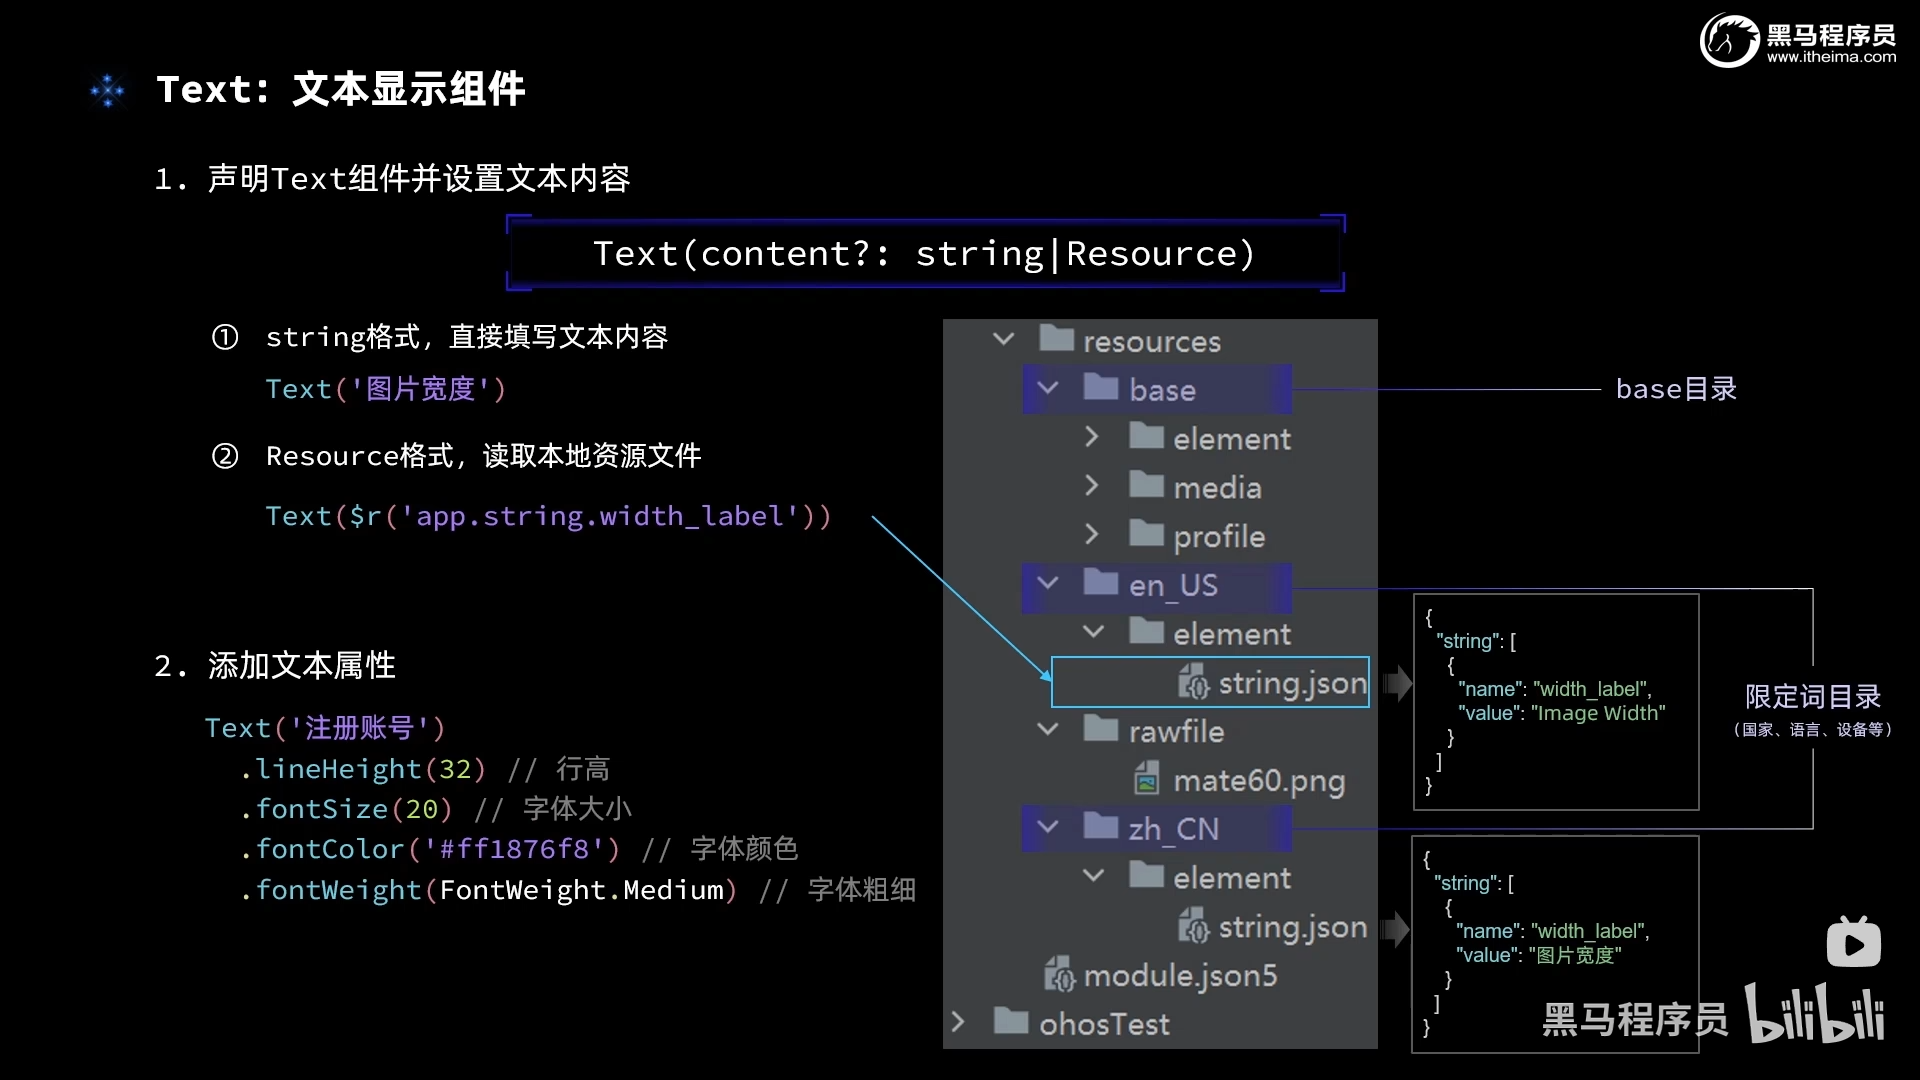 黑马程序员
www.itheima.com
Text: 文本显示组件
1. 声明Text组件并设置文本内容
Text(content?: string|Resource)
① string格式，直接填写文本内容
Text('图片宽度')
② Resource格式，读取本地资源文件
Text($r('app.string.width_label'))
2. 添加文本属性
Text('注册账号')
.lineHeight(32) // 行高
.fontSize(20) // 字体大小
.fontColor('#ff1876f8') // 字体颜色
.fontWeight(FontWeight.Medium) // 字体粗细
resources
base
element
media
profile
en_US
element
string.json
rawfile
mate60.png
zh_CN
element
string.json
module.json5
ohosTest
base目录
{
"string": [
{
"name": "width_label",
"value": "Image Width"
}
]
}
限定词目录
（国家、语言、设备等）
{
"string": [
{
"name": "width_label",
"value": "图片宽度"
}
]
}
黑马程序员 bilibili